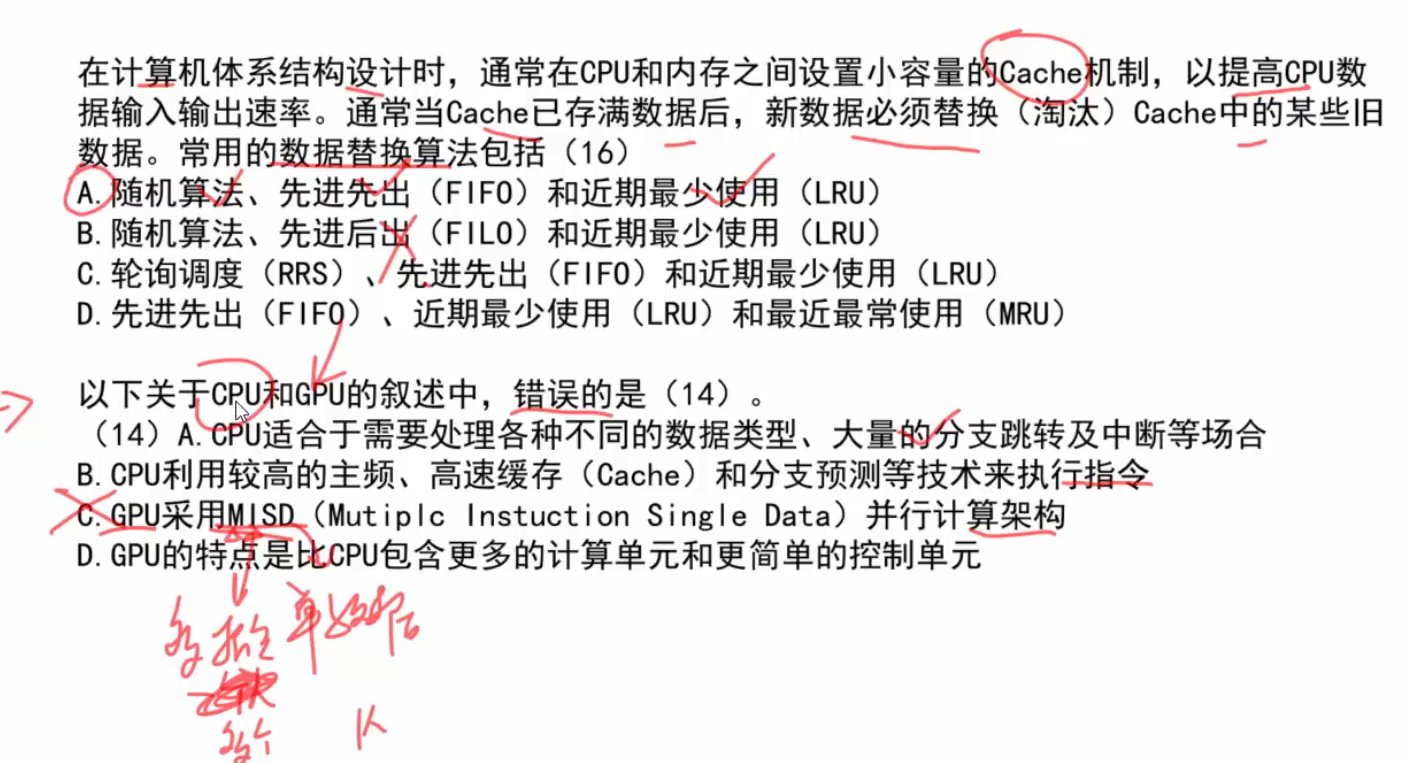 在计算机体系结构设计时，通常在CPU和内存之间设置小容量的Cache机制，以提高CPU数
据输入输出速率。通常当Cache已存满数据后，新数据必须替换（淘汰）Cache中的某些旧
数据。常用的数据替换算法包括（16）
A.随机算法、先进先出（FIFO）和近期最少使用（LRU）
B.随机算法、先进后出（FILO）和近期最少使用（LRU）
C.轮询调度（RRS）、先进先出（FIFO）和近期最少使用（LRU）
D.先进先出（FIFO）、近期最少使用（LRU）和最近最常使用（MRU）
以下关于CPU和GPU的叙述中，错误的是（14）。
（14）A.CPU适合于需要处理各种不同的数据类型、大量的分支跳转及中断等场合
B.CPU利用较高的主频、高速缓存（Cache）和分支预测等技术来执行指令
C.GPU采用MISD（Mutiplc Instuction Single Data）并行计算架构
D.GPU的特点是比CPU包含更多的计算单元和更简单的控制单元
多指令 单数据